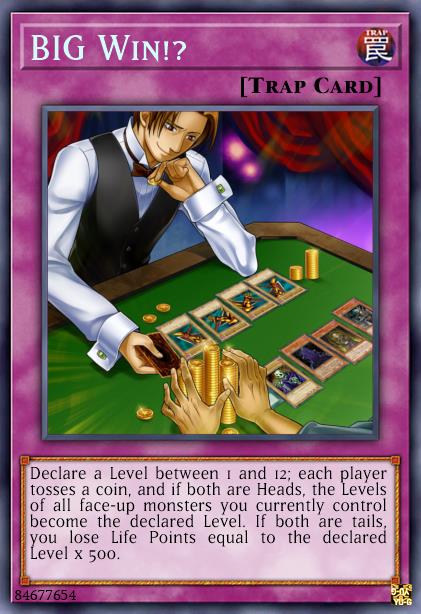 BIG WIN!?
TRAP
罠
[TRAP CARD]
Declare a Level between 1 and 12; each player
tosses a coin, and if both are Heads, the Levels
of all face-up monsters you currently control
become the declared Level. If both are tails,
you lose Life Points equal to the declared
Level x 500.
84677654